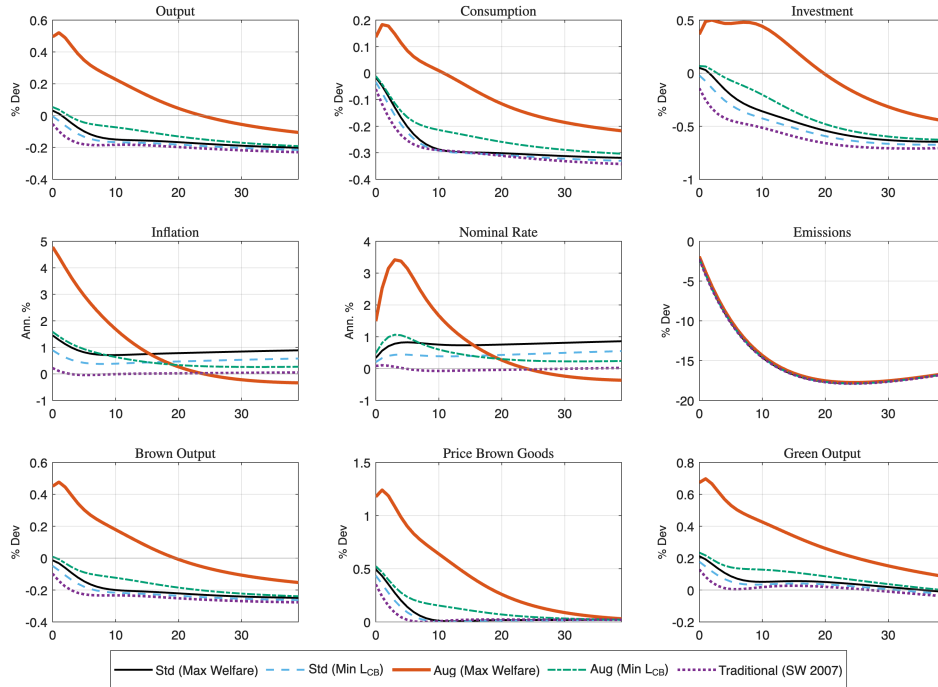 Output
Consumption
Investment
0.6
0.4
0.2
0
-0.2
-0.4
% Dev
0 10 20 30
0.2
0.1
0
-0.1
-0.2
-0.3
-0.4
% Dev
0 10 20 30
0.5
0
-0.5
-1
% Dev
0 10 20 30
Inflation
Nominal Rate
Emissions
5
4
3
2
1
0
-1
Ann. %
0 10 20 30
4
3
2
1
0
-1
Ann. %
0 10 20 30
0
-5
-10
-15
-20
% Dev
0 10 20 30
Brown Output
Price Brown Goods
Green Output
0.6
0.4
0.2
0
-0.2
-0.4
% Dev
0 10 20 30
1.5
1
0.5
0
% Dev
0 10 20 30
0.8
0.6
0.4
0.2
0
-0.2
% Dev
0 10 20 30
Std (Max Welfare) Std (Min L_CB) Aug (Max Welfare) Aug (Min L_CB) Traditional (SW 2007)